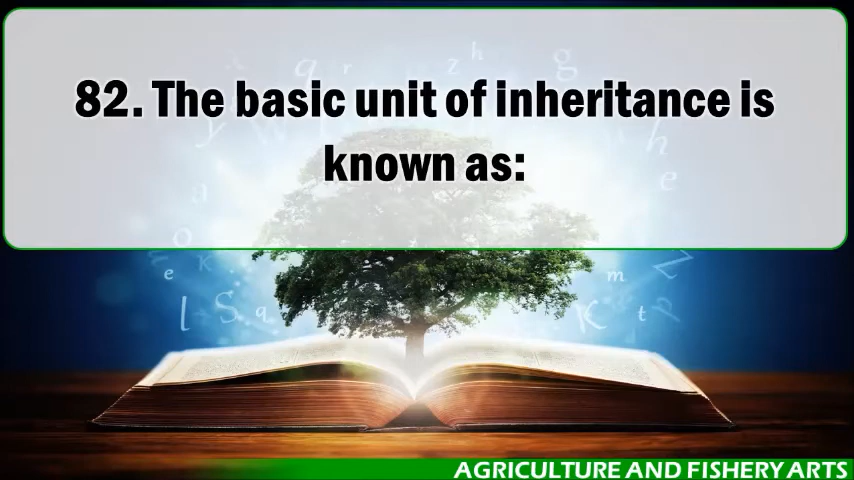 82. The basic unit of inheritance is
known as:
AGRICULTURE AND FISHERY ARTS